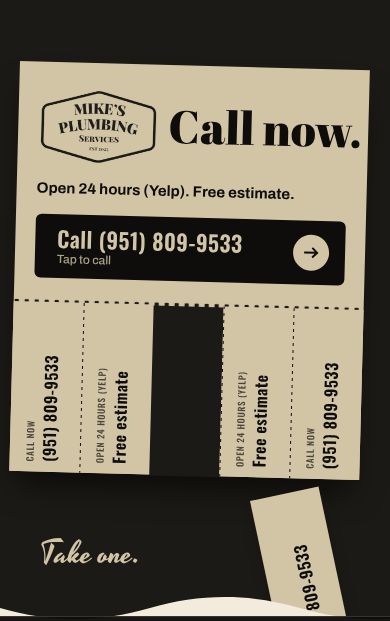 MIKE'S
PLUMBING
SERVICES
Call now.
Open 24 hours (Yelp). Free estimate.
Call (951) 809-9533
Tap to call
CALL NOW
(951) 809-9533
OPEN 24 HOURS (YELP)
Free estimate
OPEN 24 HOURS (YELP)
Free estimate
CALL NOW
(951) 809-9533
Take one.
809-9533